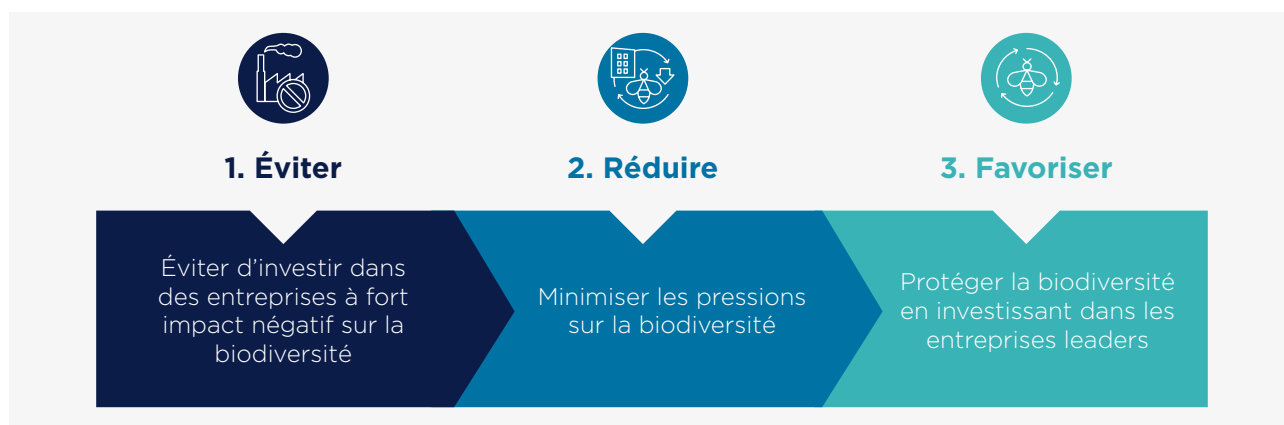 1. Éviter
2. Réduire
3. Favoriser
Éviter d’investir dans
des entreprises à fort
impact négatif sur la
biodiversité
Minimiser les pressions
sur la biodiversité
Protéger la biodiversité
en investissant dans les
entreprises leaders